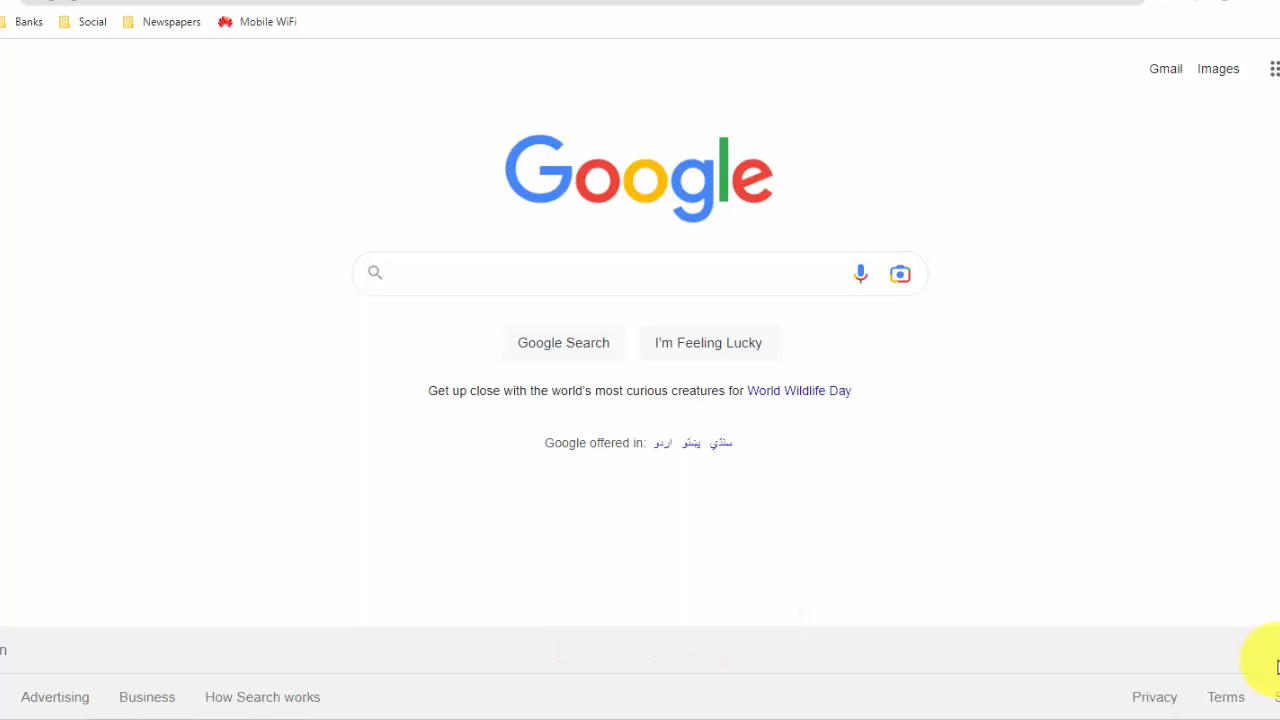 Banks Social Newspapers Mobile WiFi
Gmail Images
Google
Google Search I'm Feeling Lucky
Get up close with the world's most curious creatures for World Wildlife Day
Google offered in: اردو پښتو سنڌي
n
Advertising Business How Search works Privacy Terms